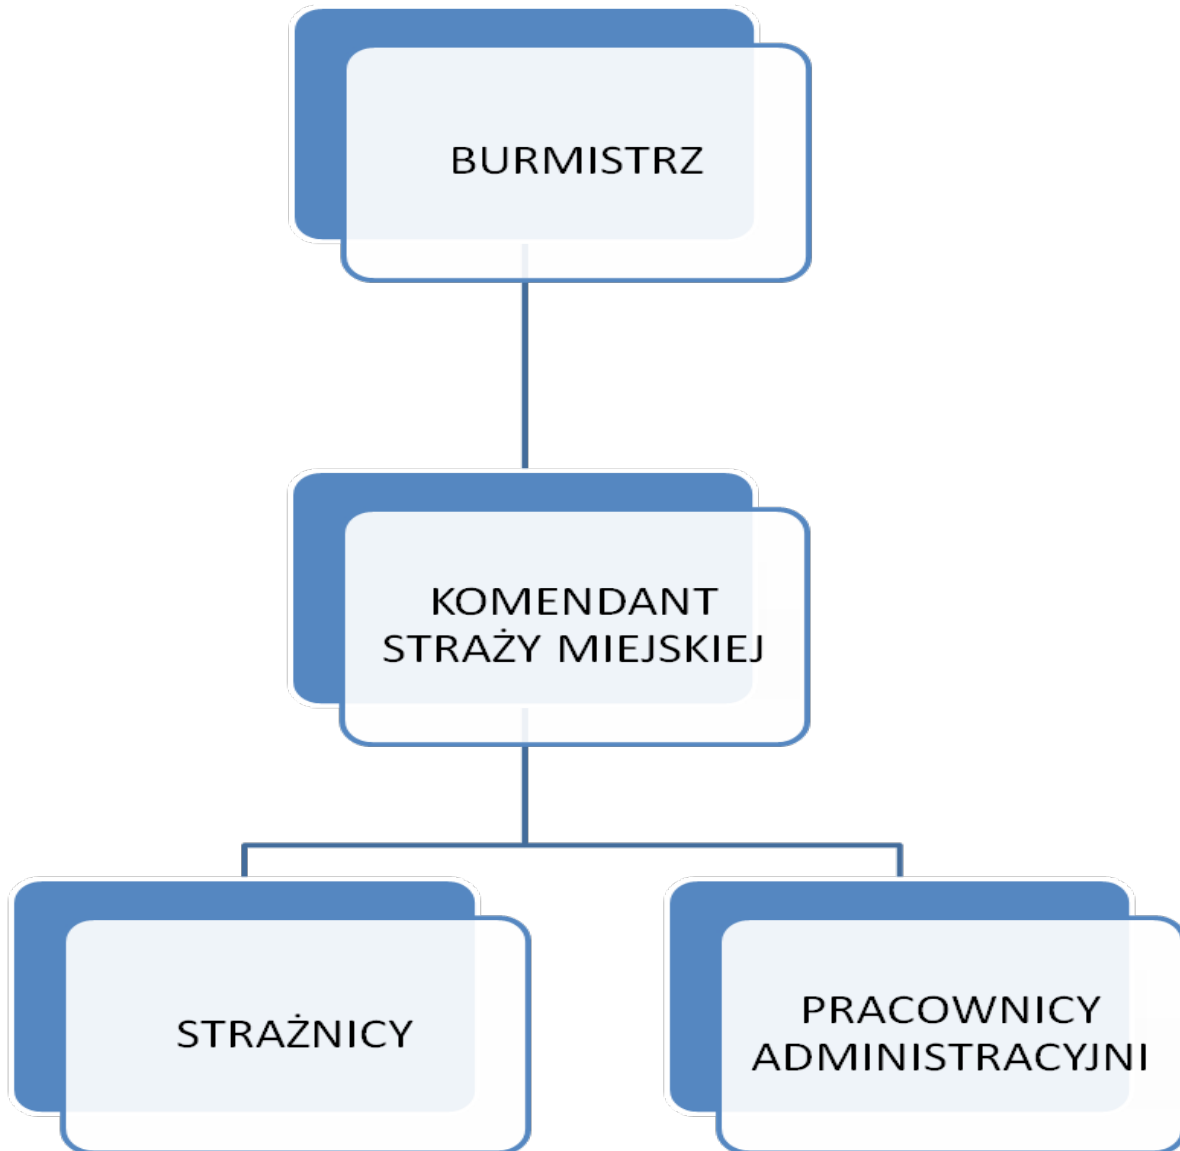 BURMISTRZ
KOMENDANT
STRAŻY MIEJSKIEJ
STRAŻNICY
PRACOWNICY
ADMINISTRACYJNI